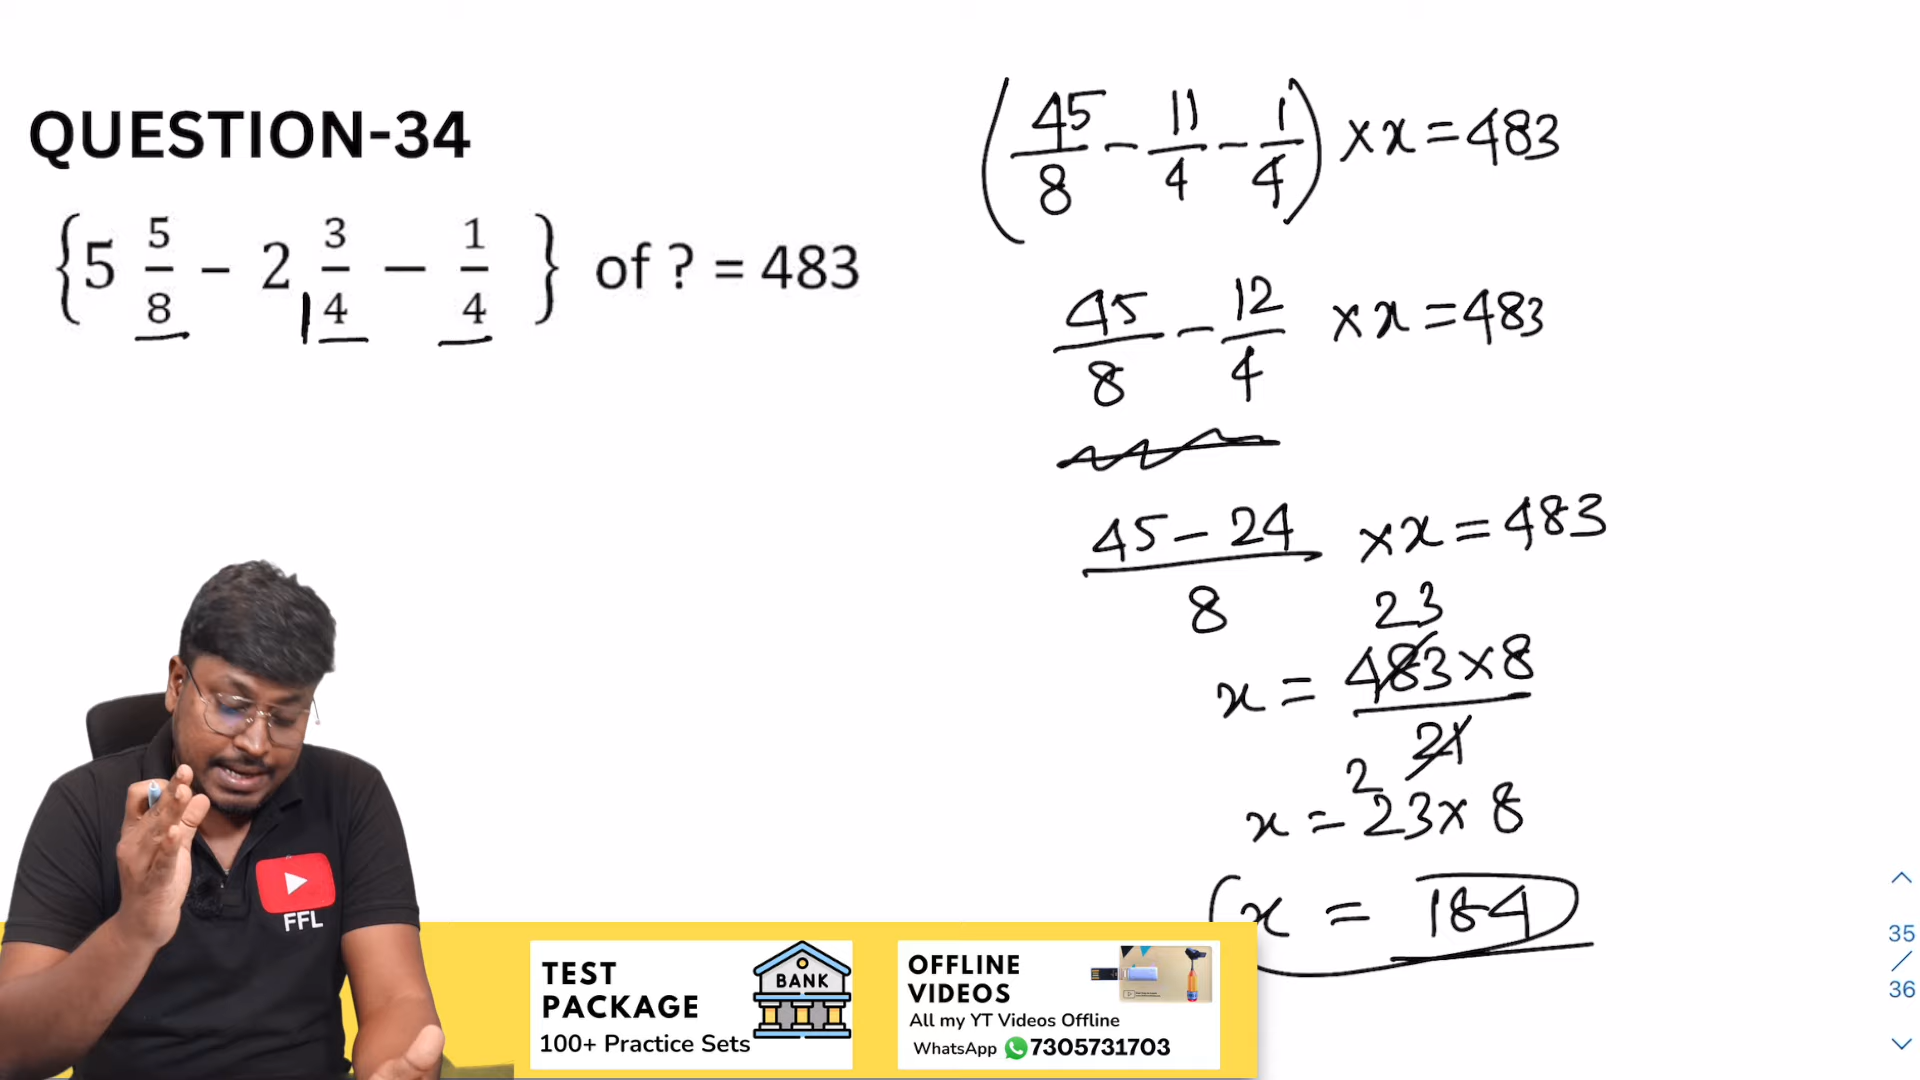 QUESTION-34
{5 5/8 – 2 3/4 – 1/4 } of ? = 483
(45/8 - 11/4 - 1/4) × x = 483
45/8 - 12/4 × x = 483
45 - 24/8 × x = 483
23
x = 483 × 8/21
2
x = 23 × 8
x = 184
FFL
TEST
PACKAGE
100+ Practice Sets
BANK
OFFLINE
VIDEOS
All my YT Videos Offline
WhatsApp 7305731703
35
/
36